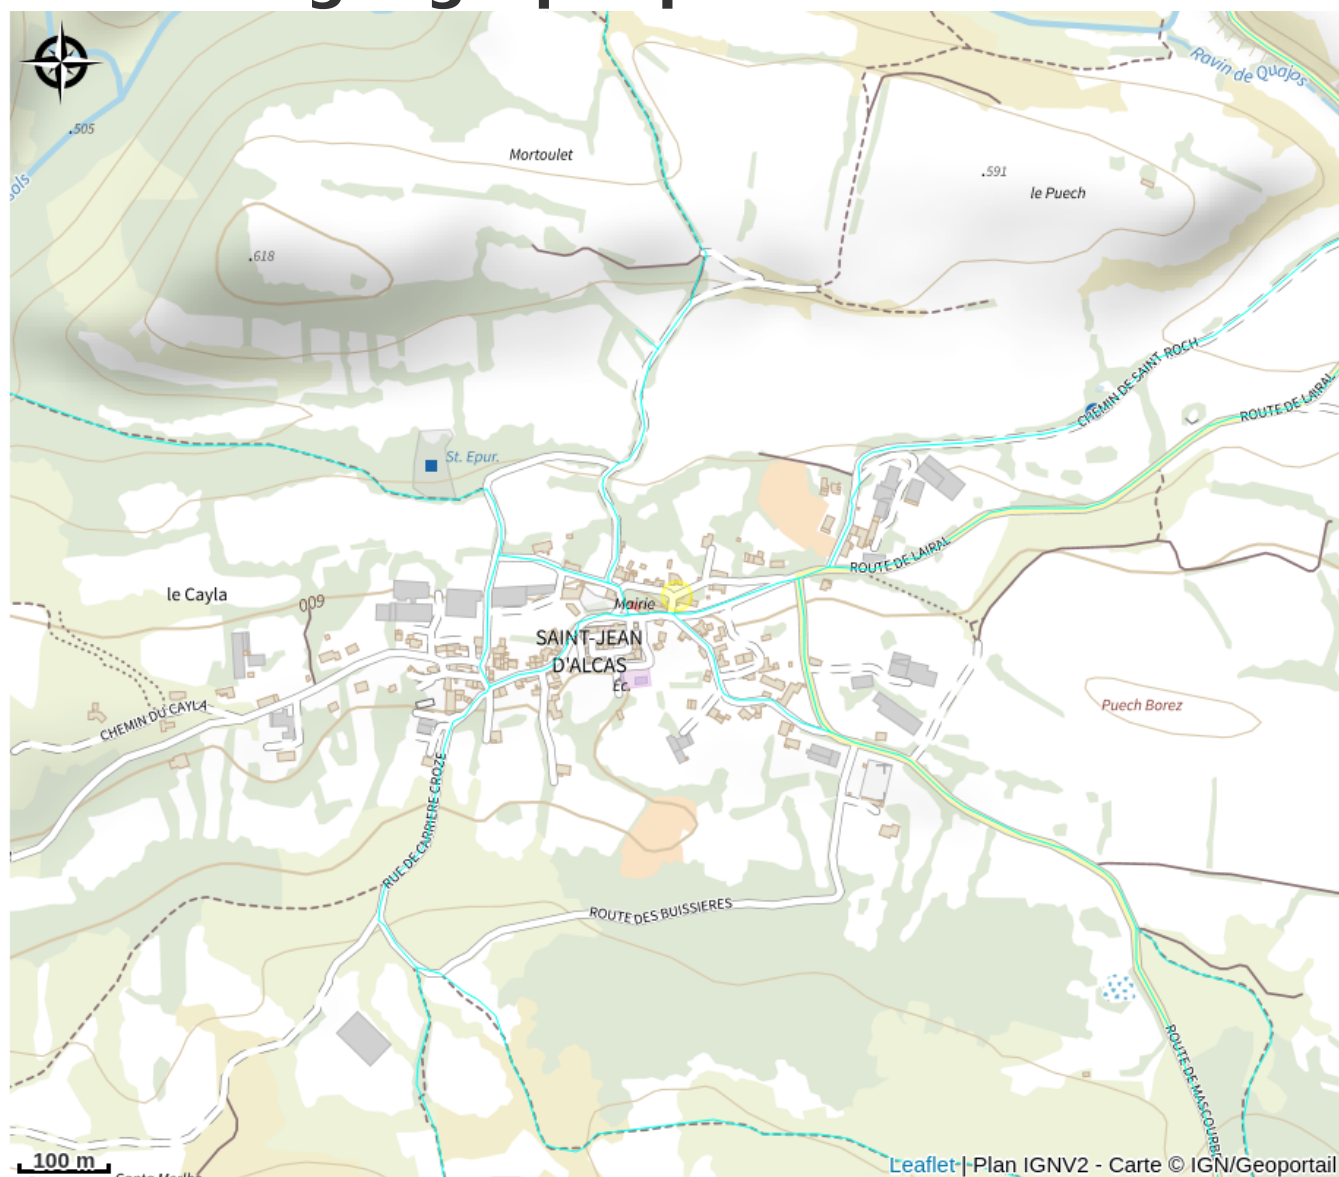 Ravin de Quajos
.505
Mortoulet
.591
le Puech
.618
CHEMIN DE SAINT ROCH
ROUTE DE LAIRAL
St. Epur.
ROUTE DE LAIRAL
le Cayla
600
Mairie
SAINT-JEAN
D'ALCAS
Ec.
CHEMIN DU CAYLA
Puech Borez
RUE DE CARRIERE CROZE
ROUTE DES BUISSIERES
ROUTE DE MASCOURBE
100 m
Leaflet | Plan IGNV2 - Carte © IGN/Geoportail